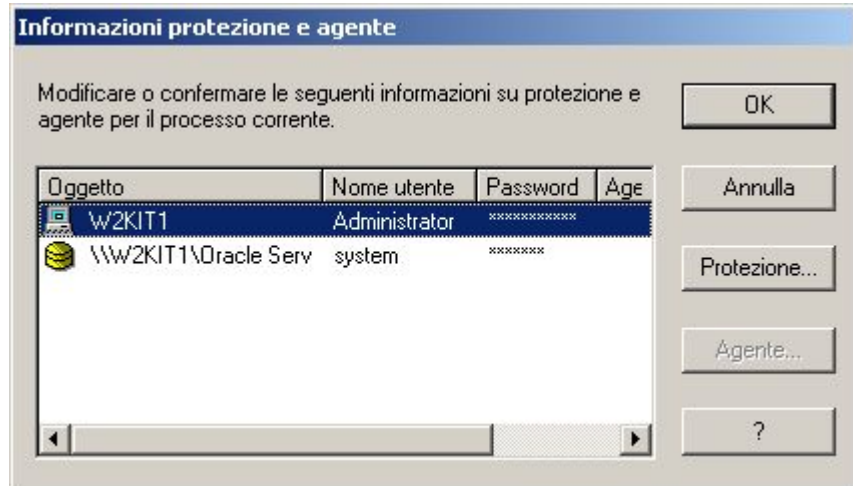 Informazioni protezione e agente
Modificare o confermare le seguenti informazioni su protezione e
agente per il processo corrente.
OK
Oggetto Nome utente Password Age
Annulla
W2KIT1 Administrator ***********
\\W2KIT1\Oracle Serv system *******
Protezione...
Agente...
?